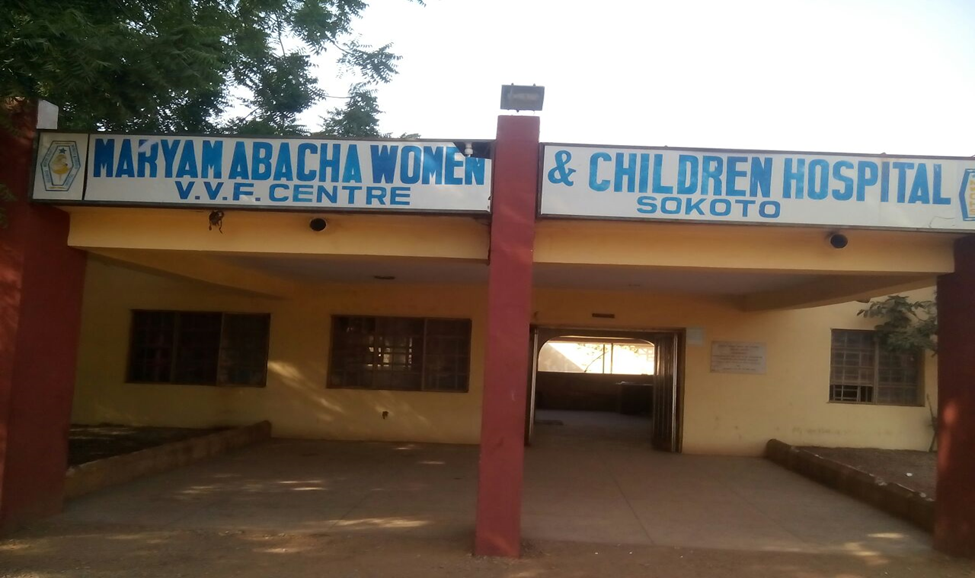 MARYAM ABACHA WOMEN & CHILDREN HOSPITAL
V.V.F. CENTRE SOKOTO